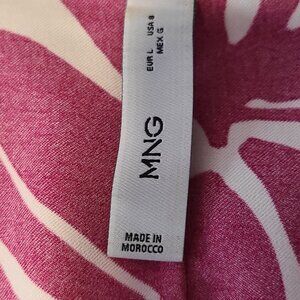 EUR L USA 8
MEX G
MNG
MADE IN
MOROCCO